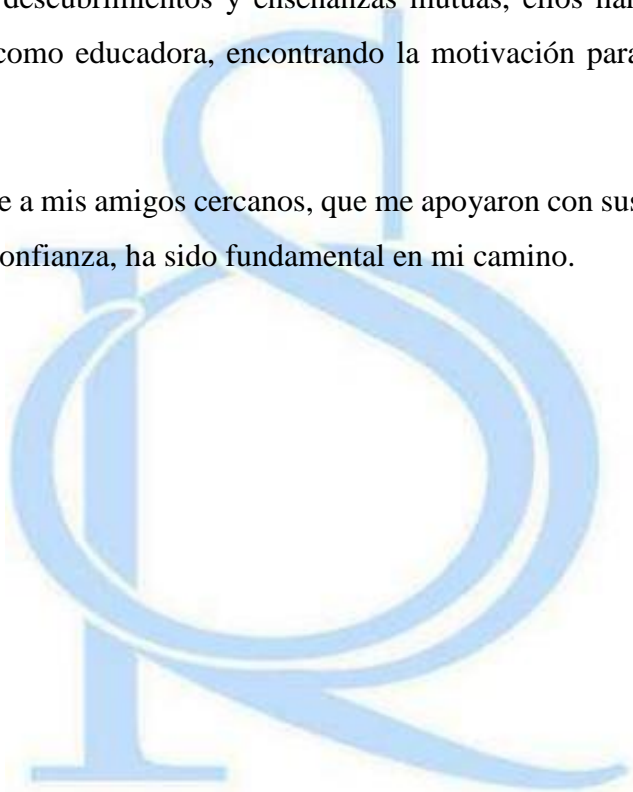 descubrimientos y enseñanzas mutuas, ellos han
como educadora, encontrando la motivación para
e a mis amigos cercanos, que me apoyaron con sus
onfianza, ha sido fundamental en mi camino.